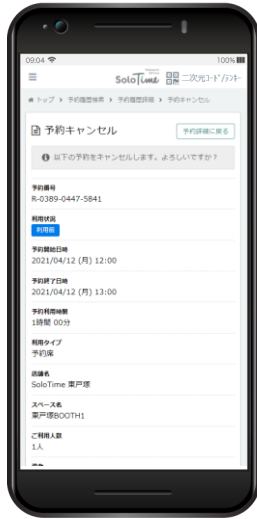 09:04 100%
SoloTime 二次元コード/テンキー
トップ > 予約履歴検索 > 予約履歴詳細 > 予約キャンセル
予約キャンセル 予約詳細に戻る
以下の予約をキャンセルします。よろしいですか?
予約番号
R-0389-0447-5841
利用状況
利用前
予約開始日時
2021/04/12 (月) 12:00
予約終了日時
2021/04/12 (月) 13:00
予約利用時間
1時間 00分
利用タイプ
予約席
店舗名
SoloTime 東戸塚
スペース名
東戸塚BOOTH1
ご利用人数
1人